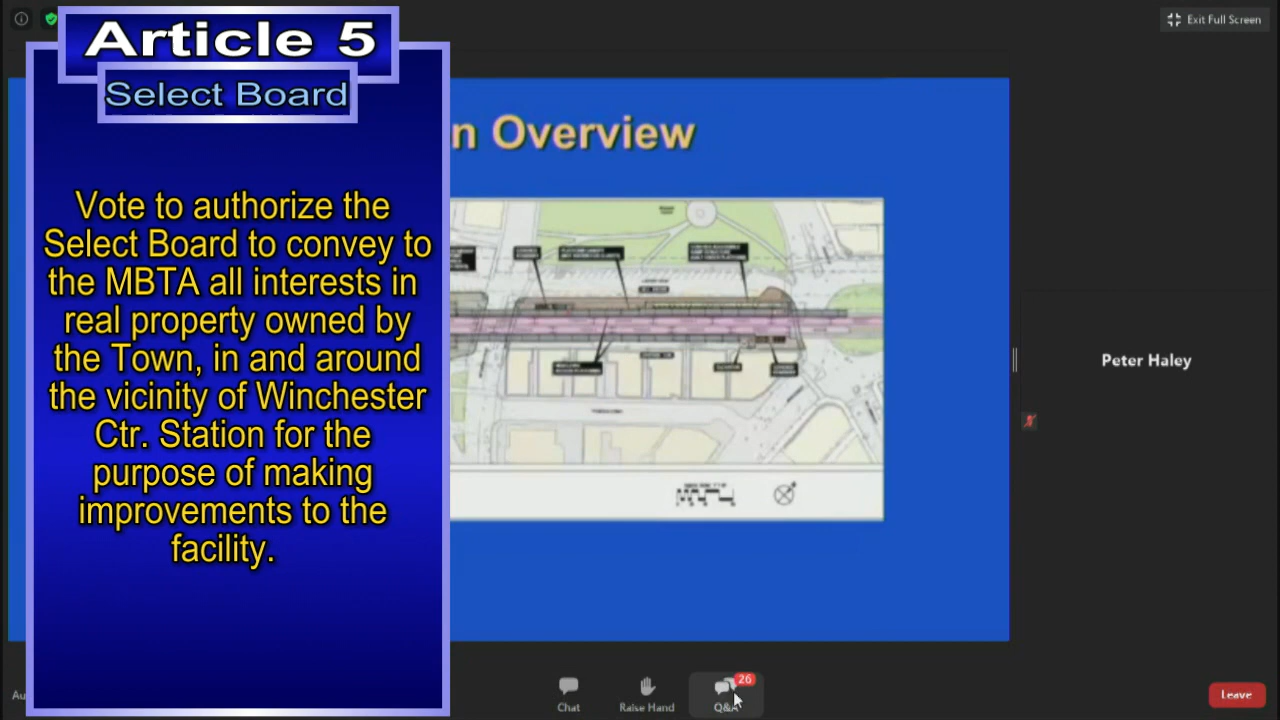 Article 5
Select Board
Exit Full Screen
n Overview
Vote to authorize the
Select Board to convey to
the MBTA all interests in
real property owned by
the Town, in and around
the vicinity of Winchester
Ctr. Station for the
purpose of making
improvements to the
facility.
Peter Haley
Au
Chat
Raise Hand
26
Q&A
Leave